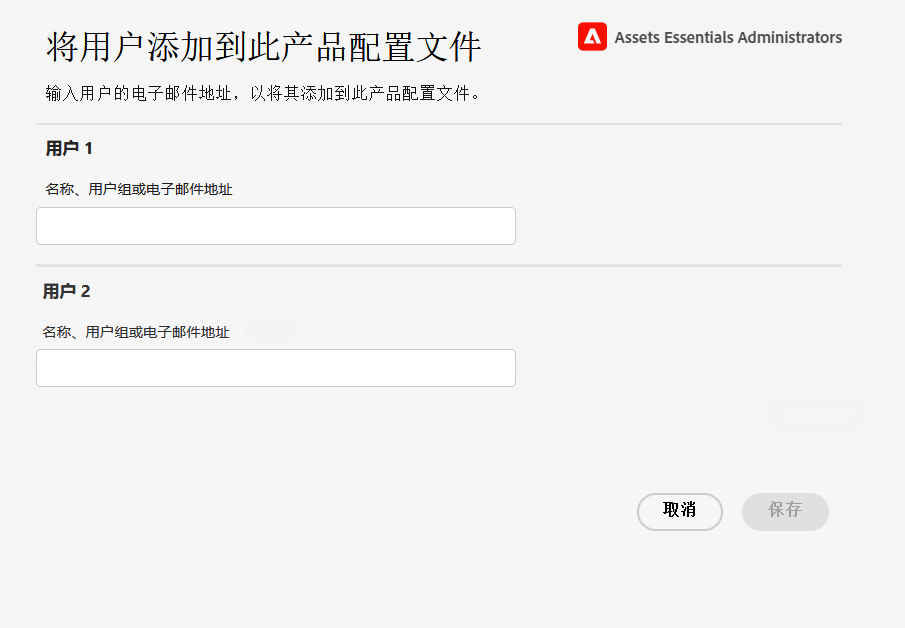 将用户添加到此产品配置文件
Assets Essentials Administrators
输入用户的电子邮件地址，以将其添加到此产品配置文件。
用户 1
名称、用户组或电子邮件地址
用户 2
名称、用户组或电子邮件地址
取消
保存